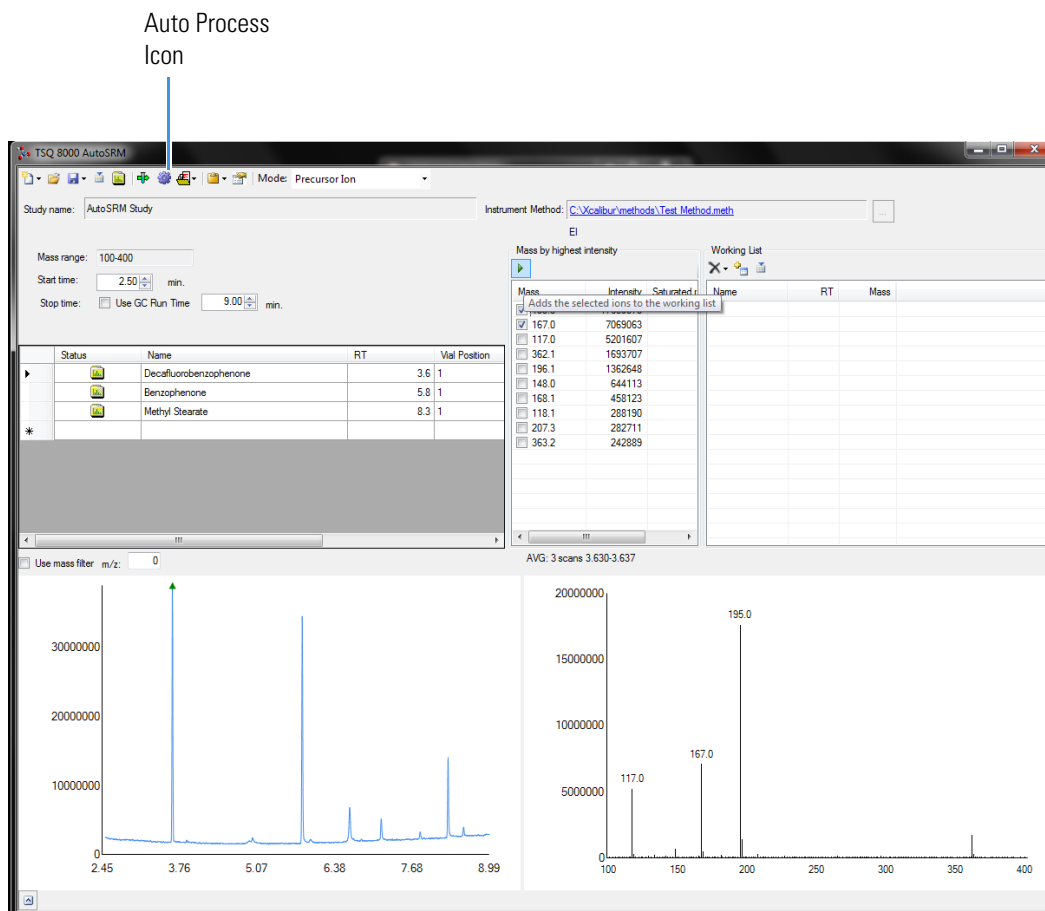 Auto Process
Icon
TSQ 8000 AutoSRM
Mode: Precursor Ion
Study name: AutoSRM Study
Instrument Method: C:\Xcalibur\methods\Test Method.meth ...
EI
Mass range: 100-400
Start time: 2.50 min.
Stop time: Use GC Run Time 9.00 min.
Mass by highest intensity
Working List
Mass Intensity Saturated
Name RT Mass
Adds the selected ions to the working list
167.0 7069063
117.0 5201607
362.1 1693707
196.1 1362648
148.0 644113
168.1 458123
118.1 288190
207.3 282711
363.2 242889
Status Name RT Vial Position
Decafluorobenzophenone 3.6 1
Benzophenone 5.8 1
Methyl Stearate 8.3 1
Use mass filter m/z: 0
AVG: 3 scans 3.630-3.637
30000000
20000000
10000000
0
2.45 3.76 5.07 6.38 7.68 8.99
20000000
15000000
10000000
5000000
0
195.0
167.0
117.0
100 150 200 250 300 350 400